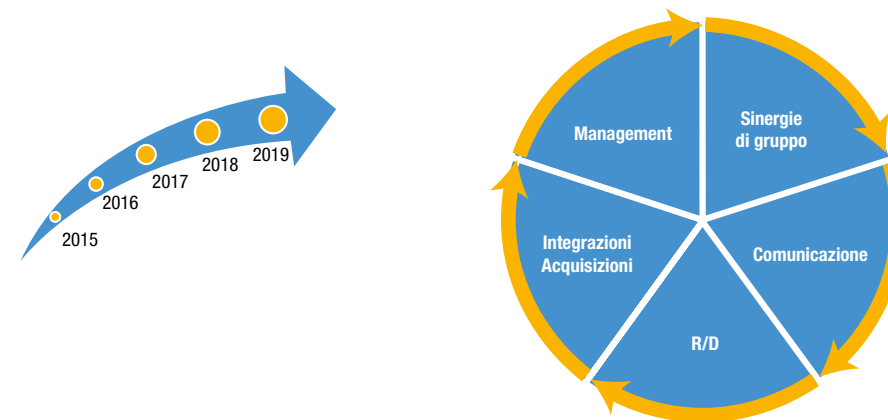 2015
2016
2017
2018
2019
Management
Sinergie
di gruppo
Integrazioni
Acquisizioni
Comunicazione
R/D